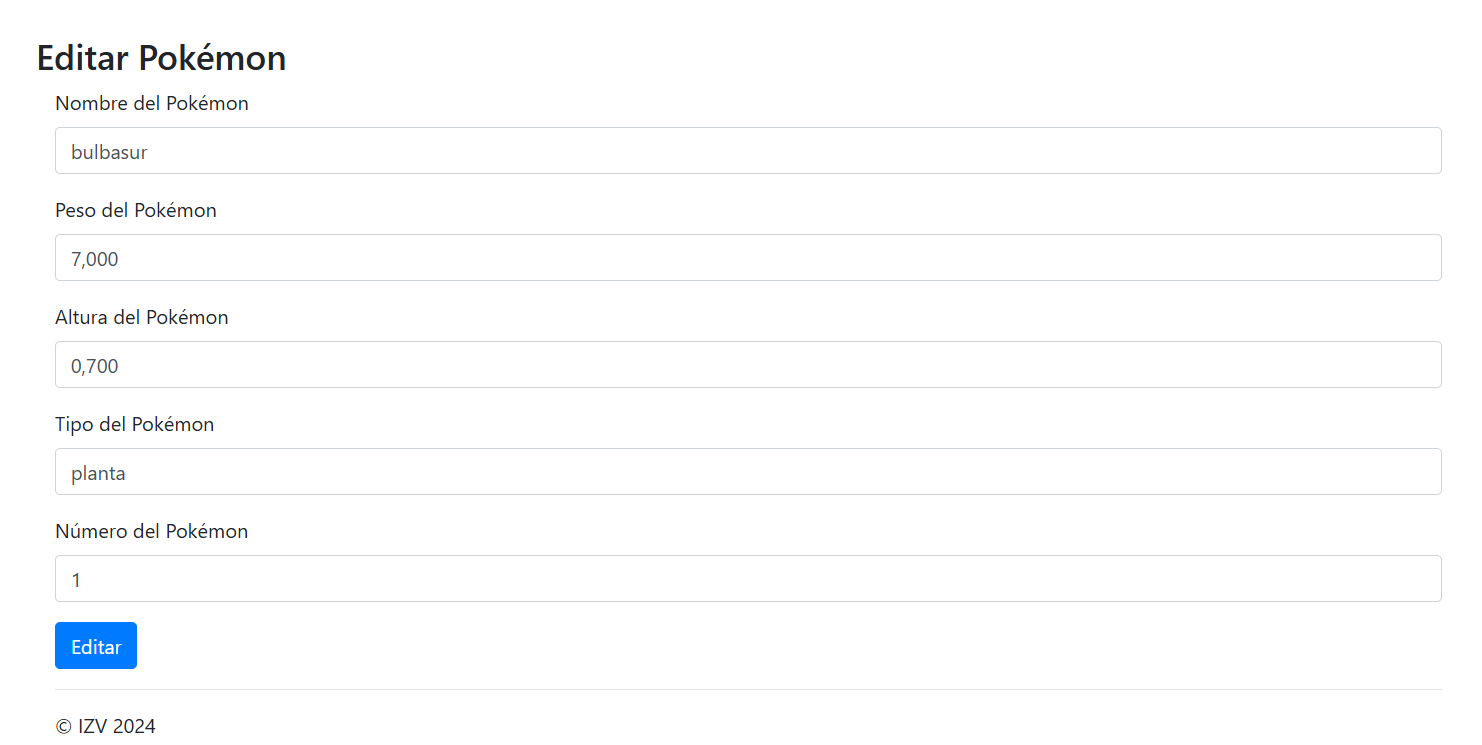 Editar Pokémon
Nombre del Pokémon
bulbasur
Peso del Pokémon
7,000
Altura del Pokémon
0,700
Tipo del Pokémon
planta
Número del Pokémon
1
Editar
© IZV 2024